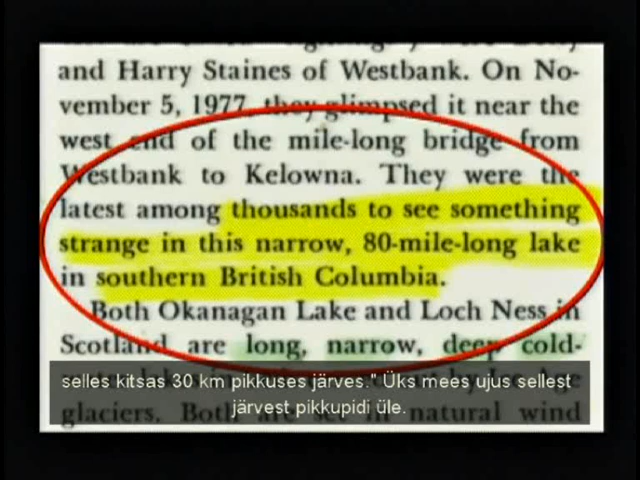 and Harry Staines of Westbank. On No-
vember 5, 1977, they glimpsed it near the
west end of the mile-long bridge from
Westbank to Kelowna. They were the
latest among thousands to see something
strange in this narrow, 80-mile-long lake
in southern British Columbia.
Both Okanagan Lake and Loch Ness in
Scotland are long, narrow, deep cold-
selles kitsas 30 km pikkuses järves." Üks mees ujus sellest
järvest pikkupidi üle.
glaciers. Both are set in natural wind